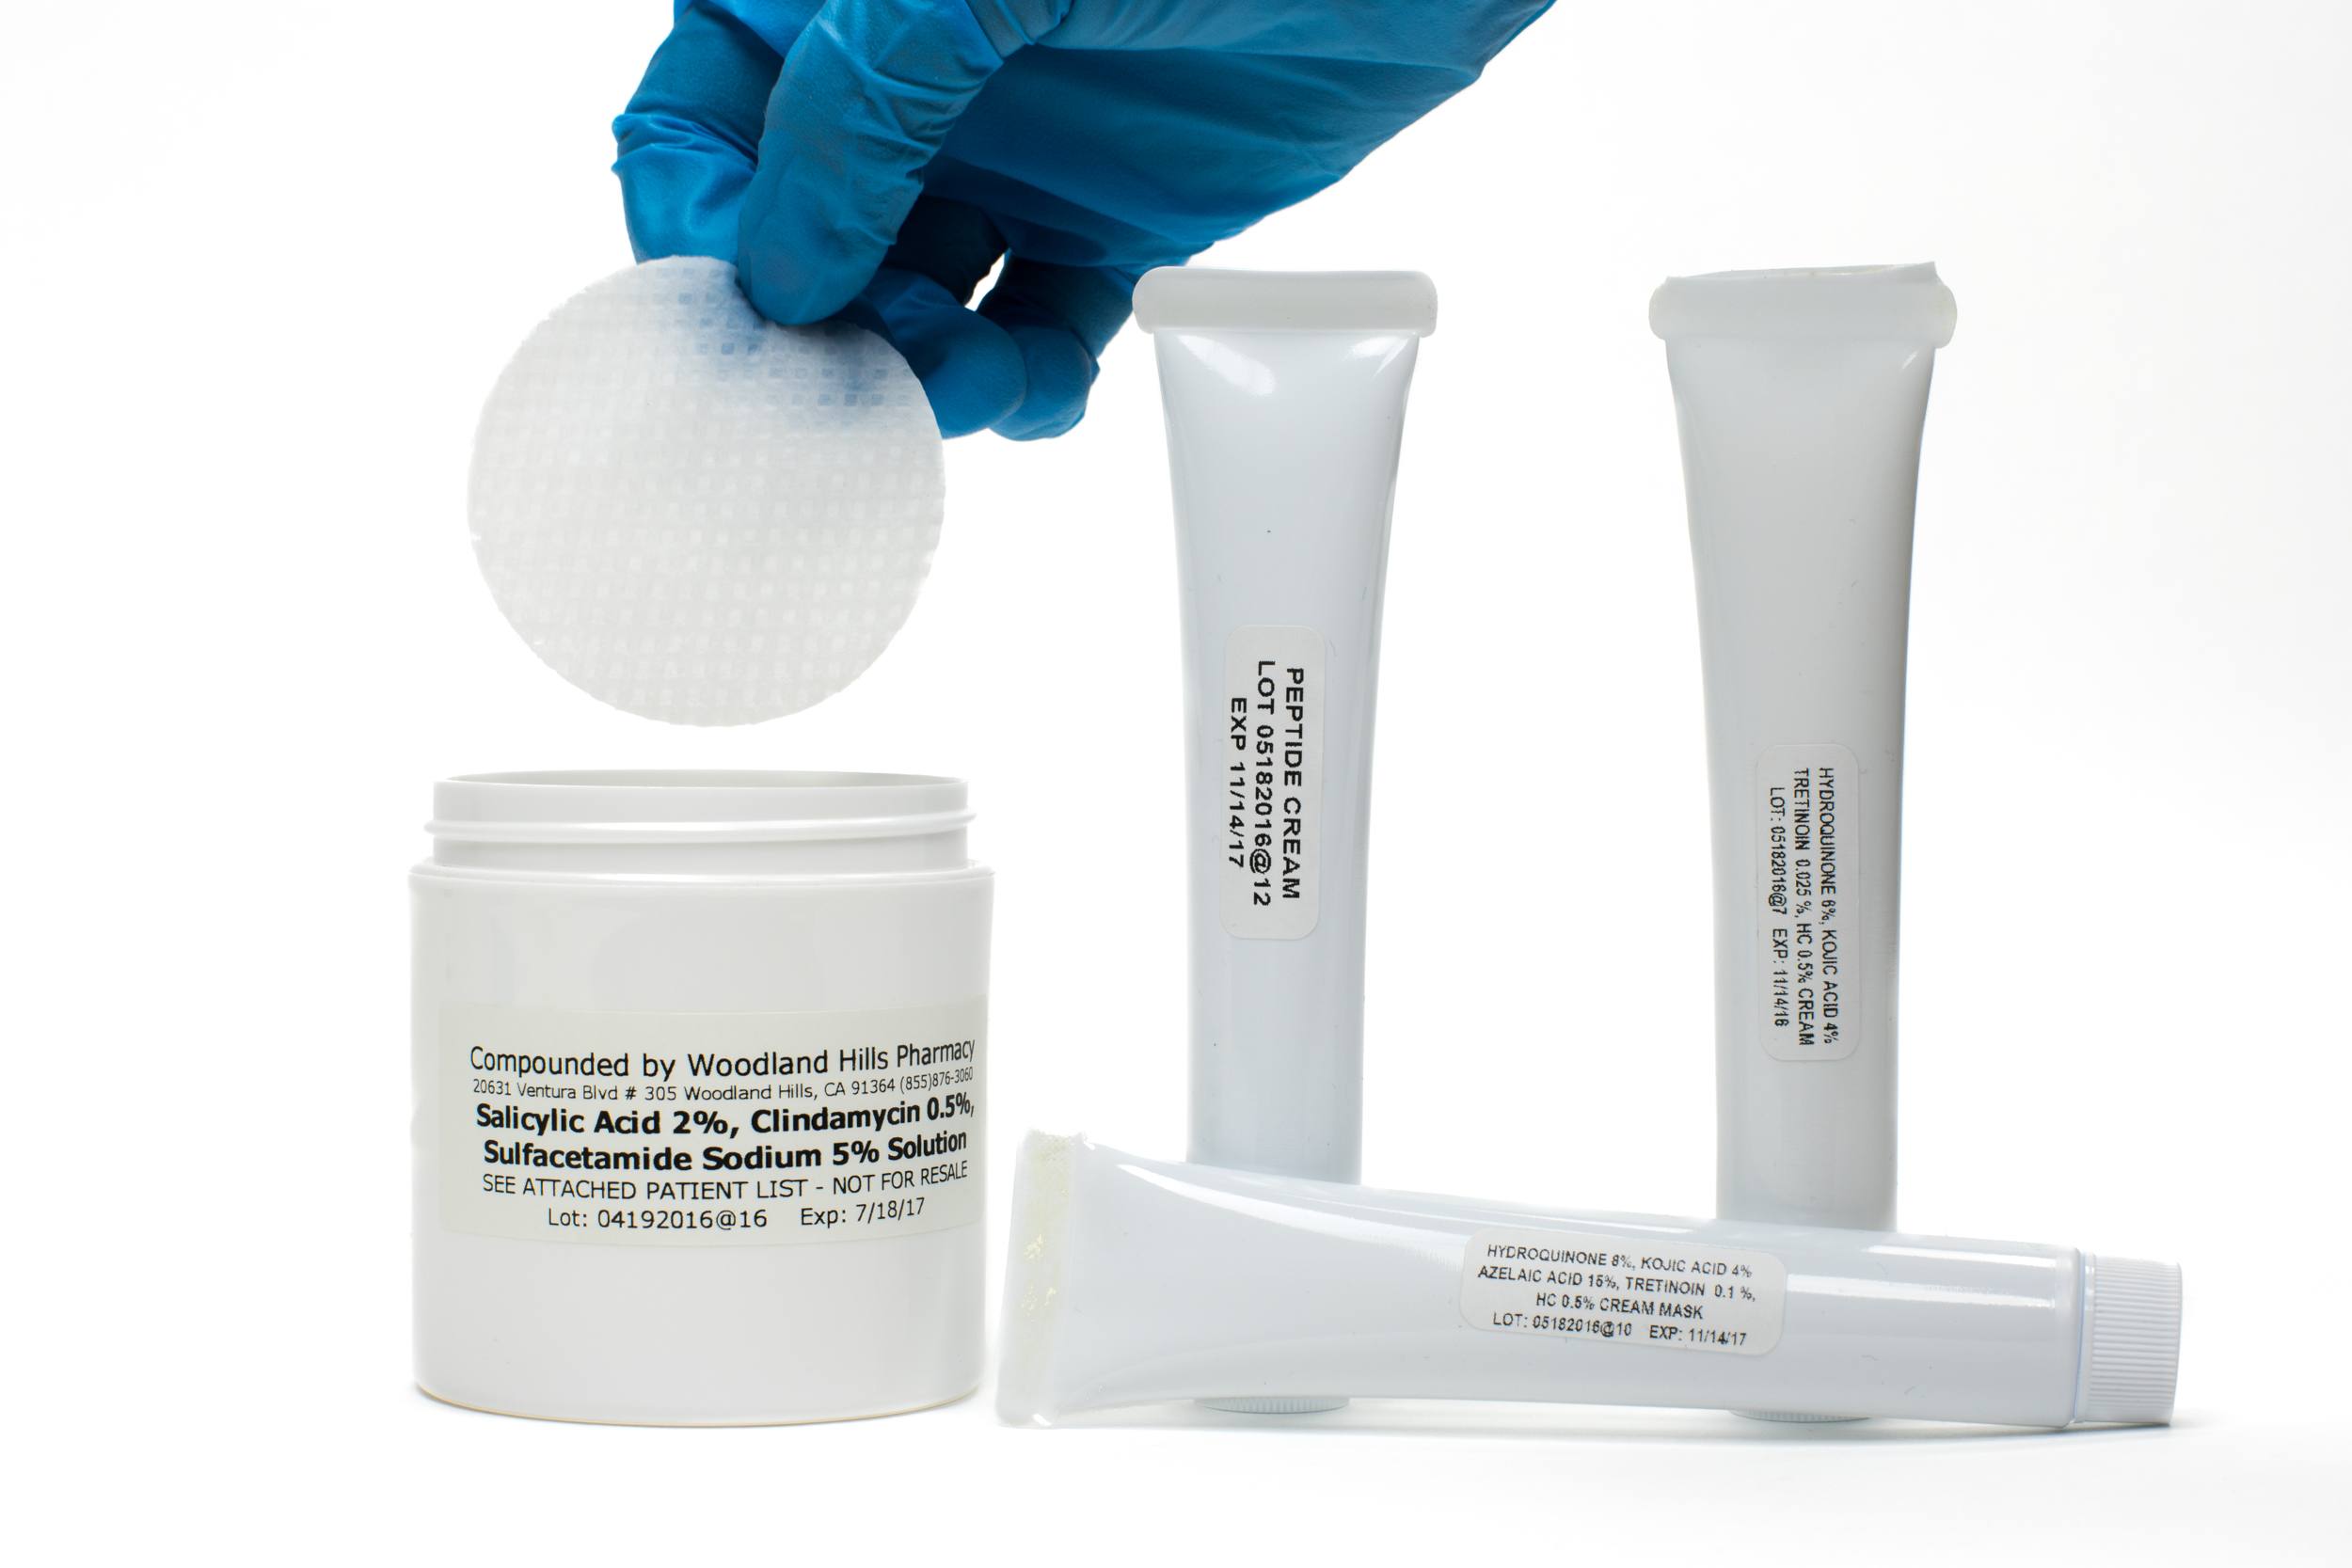 Compounded by Woodland Hills Pharmacy
20631 Ventura Blvd # 305 Woodland Hills, CA 91364 (855)876-3060
Salicylic Acid 2%, Clindamycin 0.5%,
Sulfacetamide Sodium 5% Solution
SEE ATTACHED PATIENT LIST - NOT FOR RESALE
Lot: 04192016@16 Exp: 7/18/17
PEPTIDE CREAM
LOT 05182016@12
EXP 11/14/17
HYDROQUINONE 6%, KOJIC ACID 4%
TRETINOIN 0.025 %, HC 0.5% CREAM
LOT: 05182016@7 EXP: 11/14/16
HYDROQUINONE 8%, KOJIC ACID 4%
AZELAIC ACID 15%, TRETINOIN 0.1 %,
HC 0.5% CREAM MASK
LOT: 05182016@10 EXP: 11/14/17